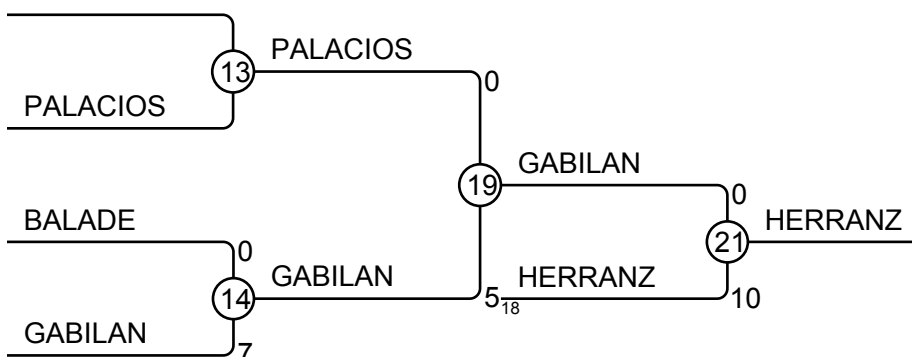 PALACIOS
13
0
PALACIOS
GABILAN
19
0
BALADE
HERRANZ
21
0
GABILAN
HERRANZ
14
5
18
10
GABILAN
7